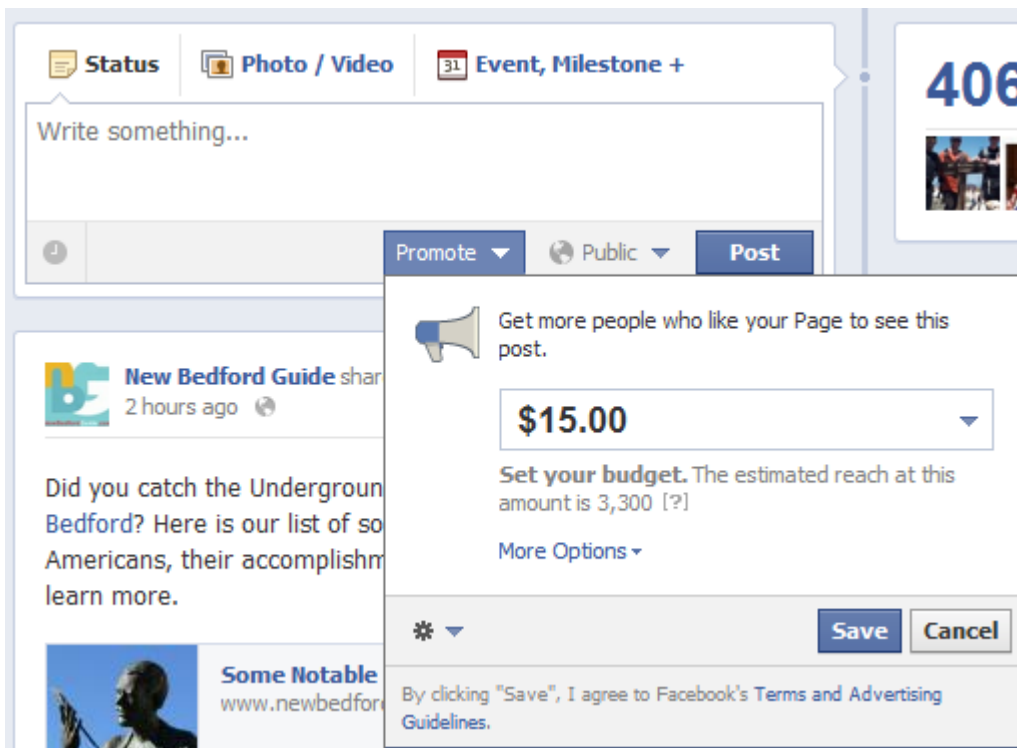 Status
Photo / Video
31
Event, Milestone +
406
Write something...
Promote
Public
Post
Get more people who like your Page to see this
post.
$15.00
Set your budget. The estimated reach at this
amount is 3,300 [?]
More Options
Save
Cancel
By clicking "Save", I agree to Facebook's Terms and Advertising
Guidelines.
New Bedford Guide shar
2 hours ago
Did you catch the Undergroun
Bedford? Here is our list of so
Americans, their accomplishm
learn more.
Some Notable
www.newbedfor